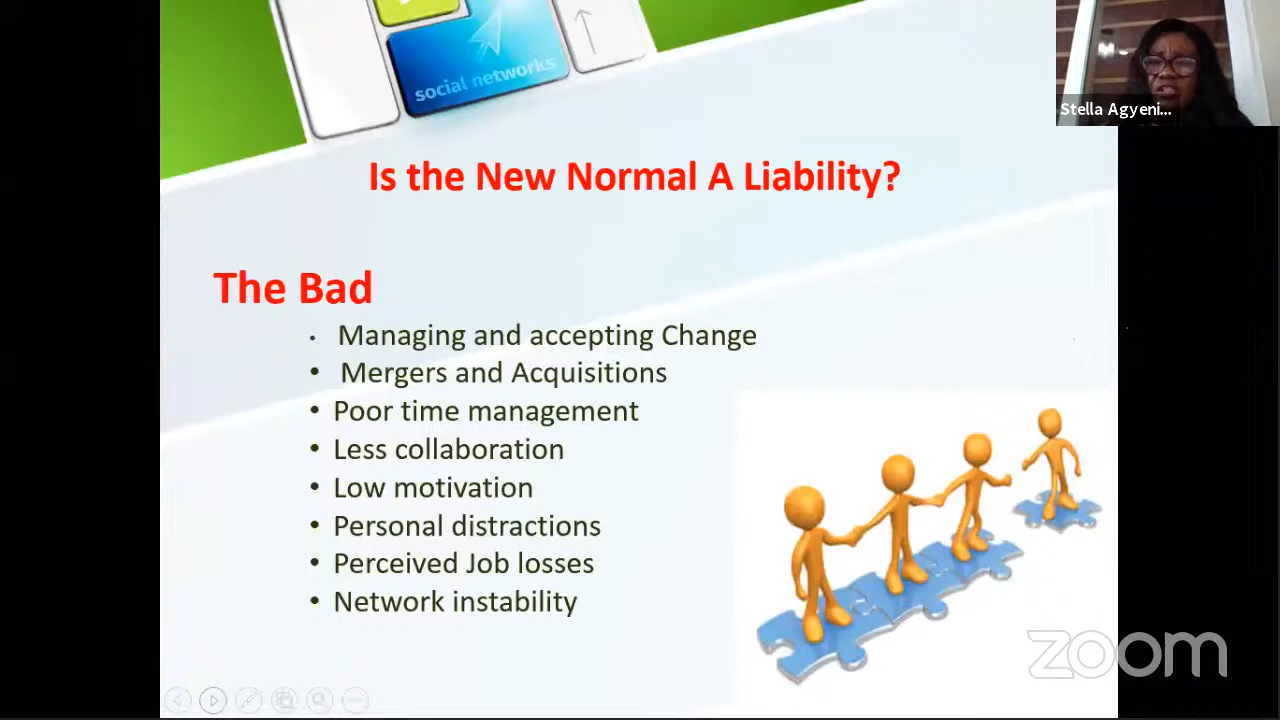 social networks
Stella Agyeni...
Is the New Normal A Liability?
The Bad
• Managing and accepting Change
• Mergers and Acquisitions
• Poor time management
• Less collaboration
• Low motivation
• Personal distractions
• Perceived Job losses
• Network instability
zoom